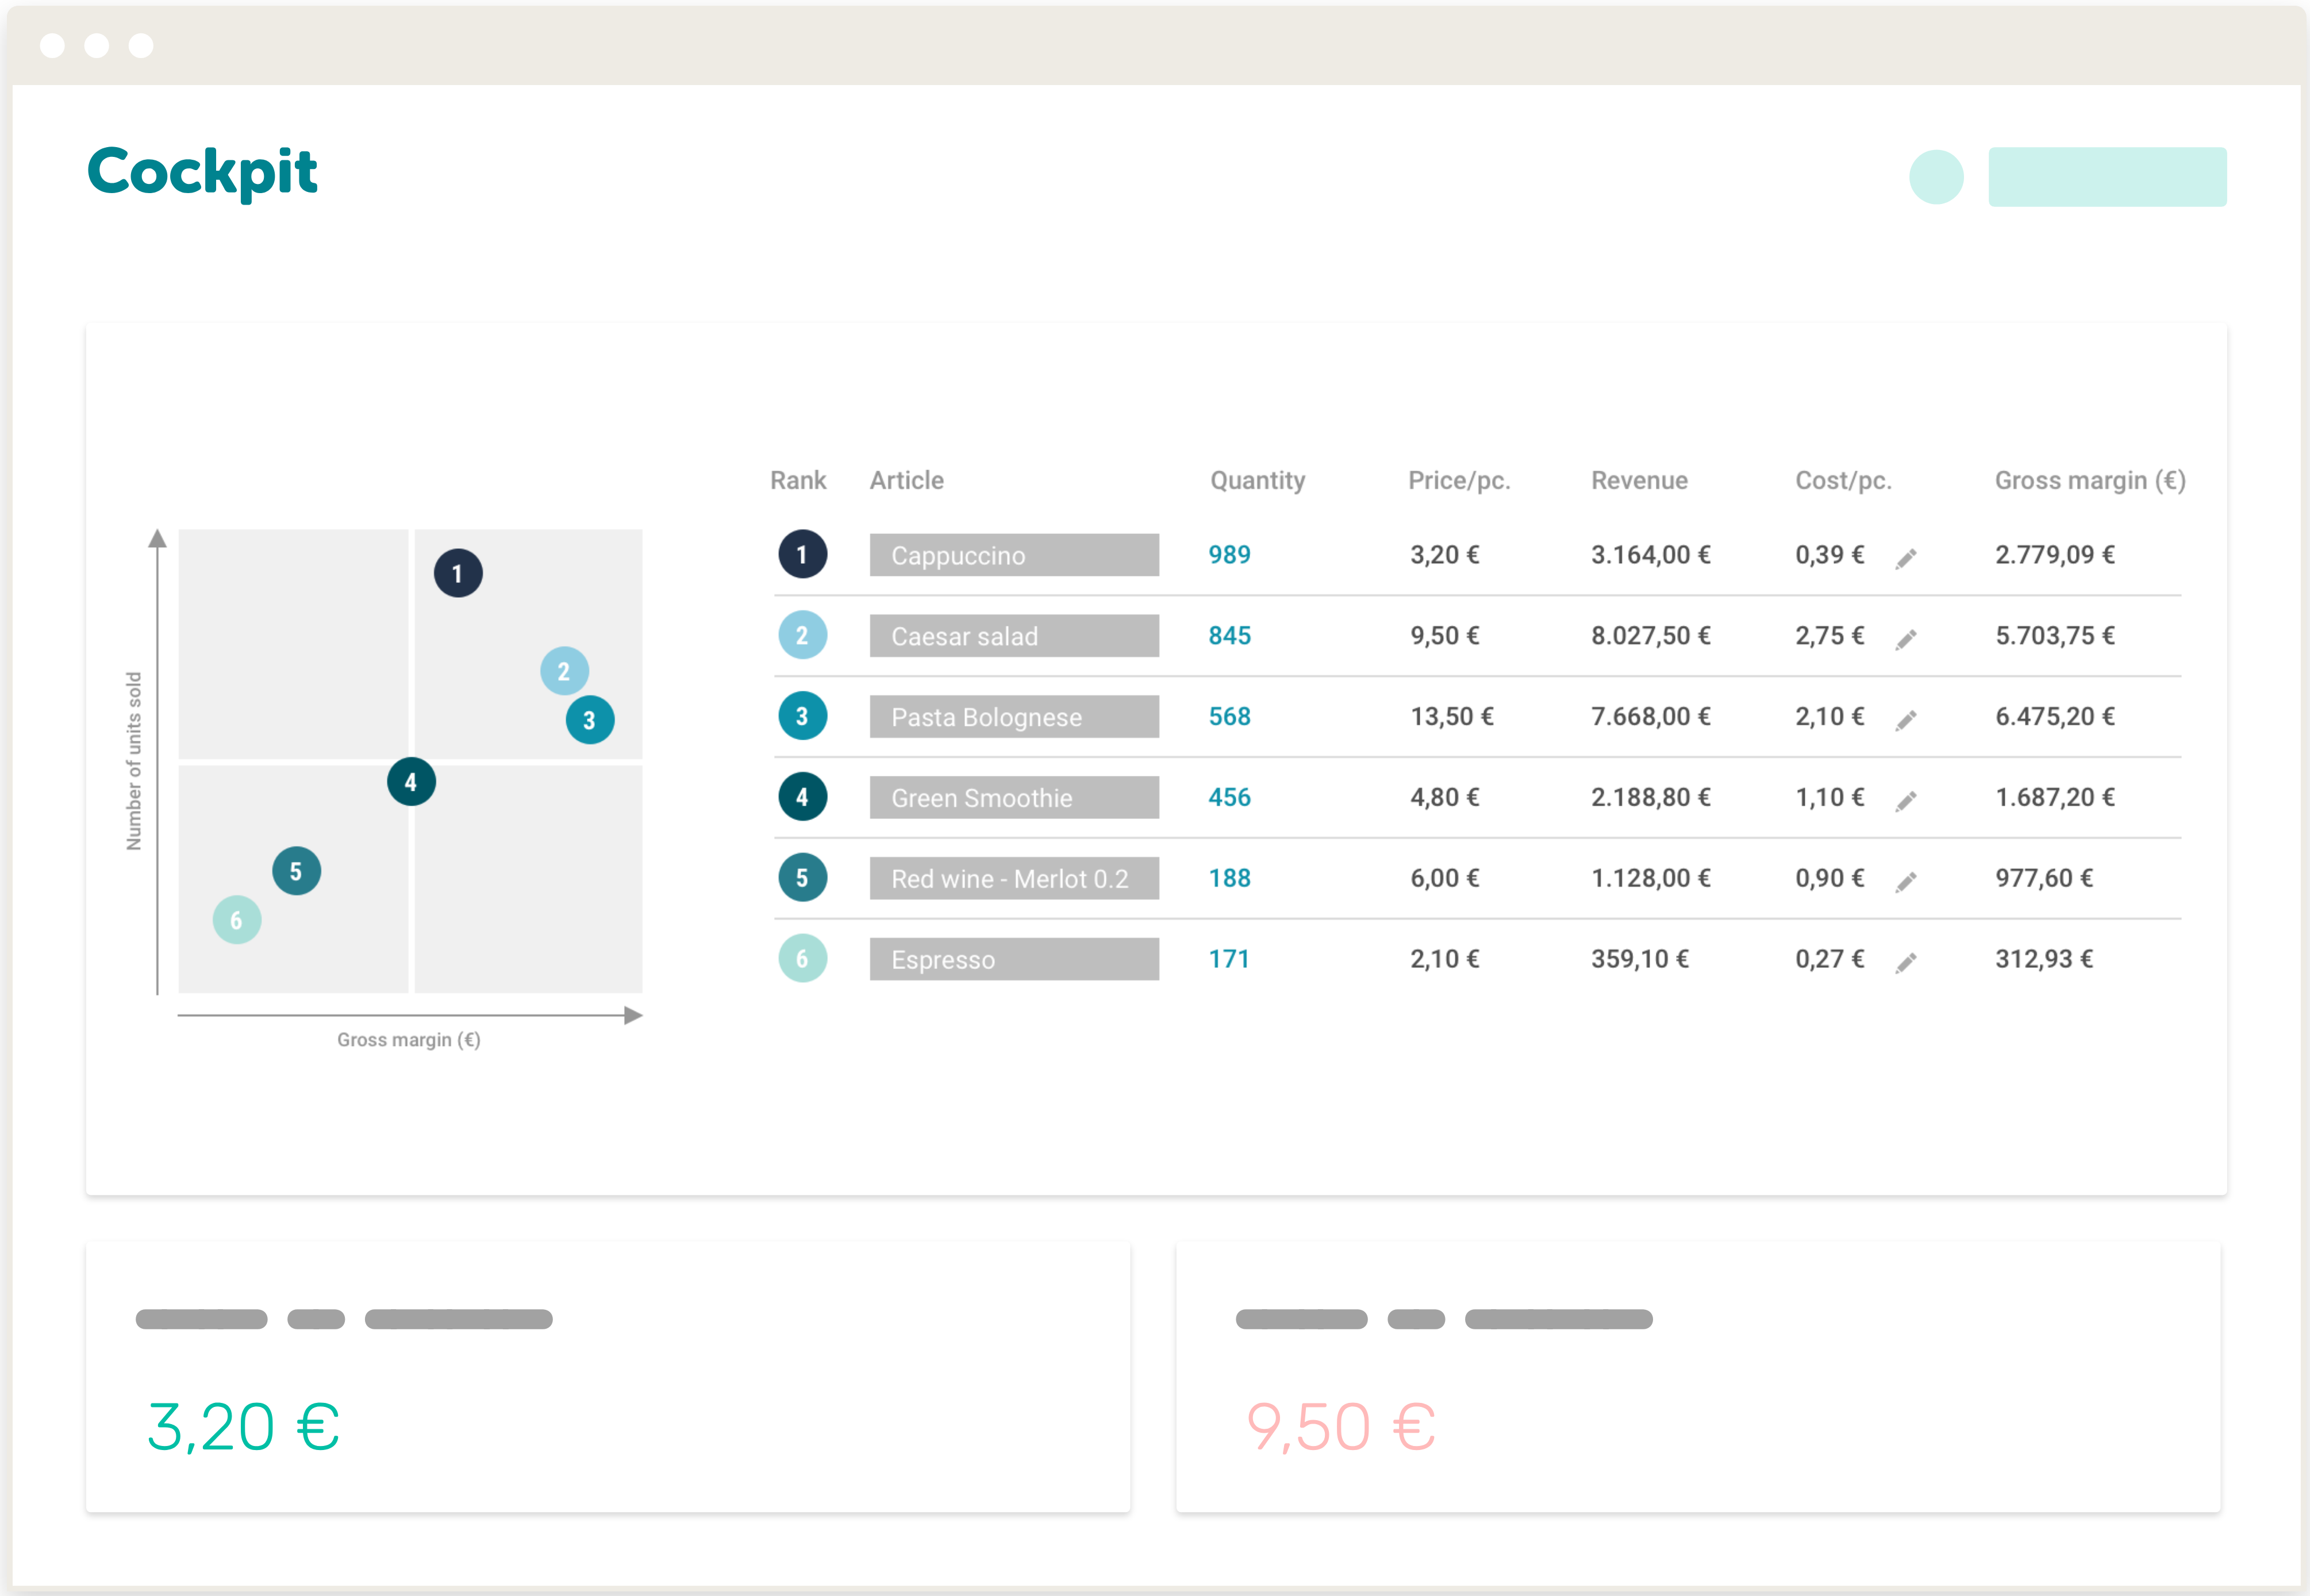 Cockpit
Number of units sold
1
2
3
4
5
6
Gross margin (€)
Rank Article Quantity Price/pc. Revenue Cost/pc. Gross margin (€)
1 Cappuccino 989 3,20 € 3.164,00 € 0,39 € 2.779,09 €
2 Caesar salad 845 9,50 € 8.027,50 € 2,75 € 5.703,75 €
3 Pasta Bolognese 568 13,50 € 7.668,00 € 2,10 € 6.475,20 €
4 Green Smoothie 456 4,80 € 2.188,80 € 1,10 € 1.687,20 €
5 Red wine - Merlot 0.2 188 6,00 € 1.128,00 € 0,90 € 977,60 €
6 Espresso 171 2,10 € 359,10 € 0,27 € 312,93 €
3,20 €
9,50 €